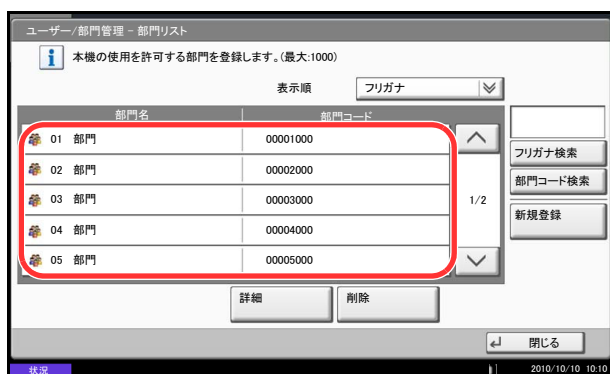 ユーザー/部門管理 - 部門リスト
本機の使用を許可する部門を登録します。(最大:1000)
表示順 フリガナ
部門名 部門コード
01 部門 00001000
02 部門 00002000
03 部門 00003000
04 部門 00004000
05 部門 00005000
1/2
フリガナ検索
部門コード検索
新規登録
詳細 削除
閉じる
状況 2010/10/10 10:10